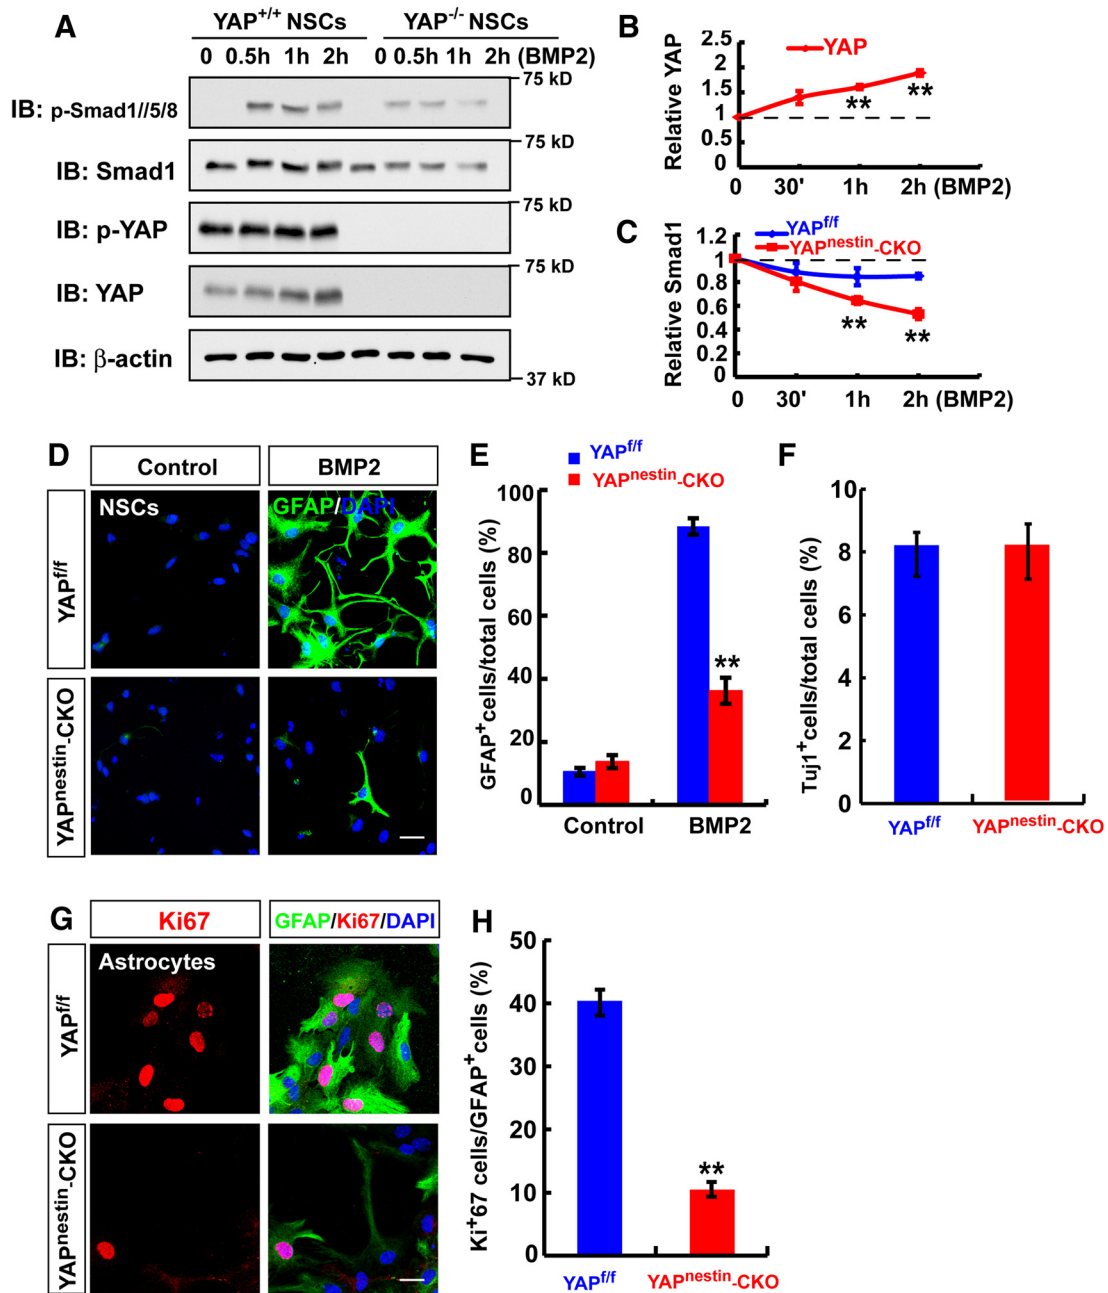 A
YAP+/+ NSCs YAP-/- NSCs
0 0.5h 1h 2h 0 0.5h 1h 2h (BMP2)
75 kD
IB: p-Smad1//5/8
75 kD
IB: Smad1
75 kD
IB: p-YAP
75 kD
IB: YAP
IB: β-actin
37 kD
B
Relative YAP
2.5
2
1.5
1
0.5
0
YAP
** **
0 30' 1h 2h (BMP2)
C
Relative Smad1
1.2
1
0.8
0.6
0.4
0.2
0
YAPf/f
YAPnestin-CKO
** **
0 30' 1h 2h (BMP2)
D
Control BMP2
NSCs GFAP/DAPI
YAPf/f
YAPnestin-CKO
E
YAPf/f
YAPnestin-CKO
GFAP+cells/total cells (%)
100
80
60
40
20
0
**
Control BMP2
F
Tuj1+cells/total cells (%)
10
8
6
4
2
0
YAPf/f YAPnestin-CKO
G
Ki67 GFAP/Ki67/DAPI
Astrocytes
YAPf/f
YAPnestin-CKO
H
Ki+67 cells/GFAP+cells (%)
50
40
30
20
10
0
**
YAPf/f YAPnestin-CKO